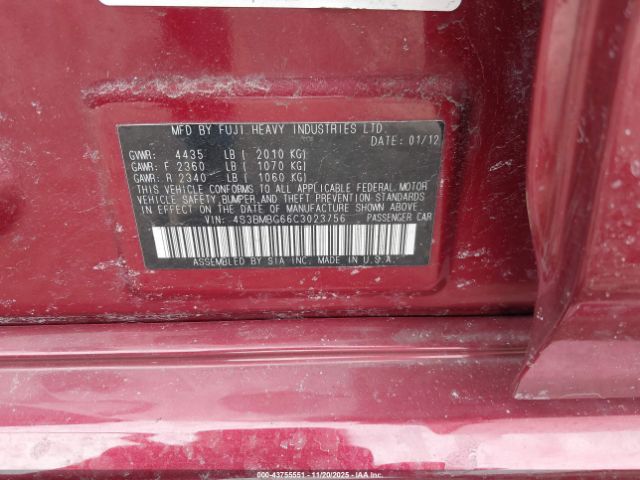 MFD BY FUJI HEAVY INDUSTRIES LTD.
DATE: 01/12
GVWR: 4435 LB ( 2010 KG)
GAWR: F 2360 LB ( 1070 KG)
GAWR: R 2340 LB ( 1060 KG)
THIS VEHICLE CONFORMS TO ALL APPLICABLE FEDERAL MOTOR
VEHICLE SAFETY, BUMPER, AND THEFT PREVENTION STANDARDS
IN EFFECT ON THE DATE OF MANUFACTURE SHOWN ABOVE.
VIN: 4S3BMBG66C3023756 PASSENGER CAR
ASSEMBLED BY SIA INC. MADE IN U.S.A.
000-43755551 - 11/20/2025 - IAA Inc.